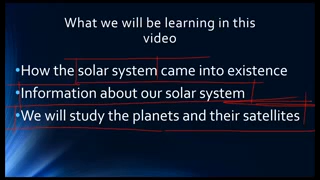 What we will be learning in this
video
•How the solar system came into existence
•Information about our solar system
•We will study the planets and their satellites